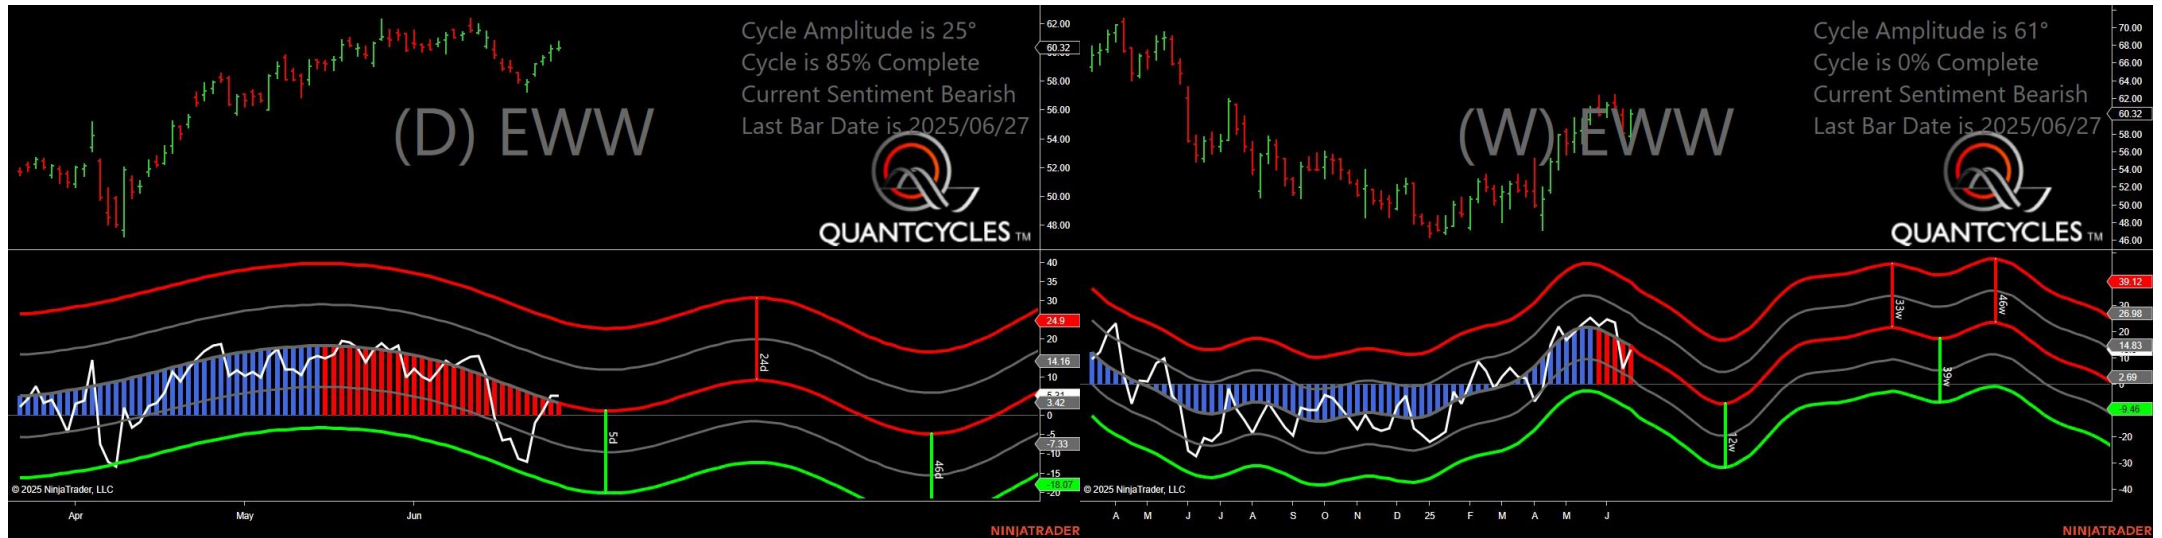 Cycle Amplitude is 25°
Cycle is 85% Complete
Current Sentiment Bearish
Last Bar Date is 2025/06/27
(D) EWW
QUANTCYCLES TM
62.00
60.32
58.00
56.00
54.00
52.00
50.00
48.00
40
35
30
24.9
20
14.16
10
3.42
0
-5
-7.33
-10
-15
-18.07
-20
5d
24d
46d
© 2025 NinjaTrader, LLC
Apr May Jun
NINJATRADER
Cycle Amplitude is 61°
Cycle is 0% Complete
Current Sentiment Bearish
Last Bar Date is 2025/06/27
(W) EWW
QUANTCYCLES TM
70.00
68.00
66.00
64.00
62.00
60.32
58.00
56.00
54.00
52.00
50.00
48.00
46.00
39.12
30
26.98
20
14.83
10
2.69
0
-9.46
-20
-30
-40
12w
33w
39w
46w
© 2025 NinjaTrader, LLC
A M J J A S O N D 25 F M A M J
NINJATRADER